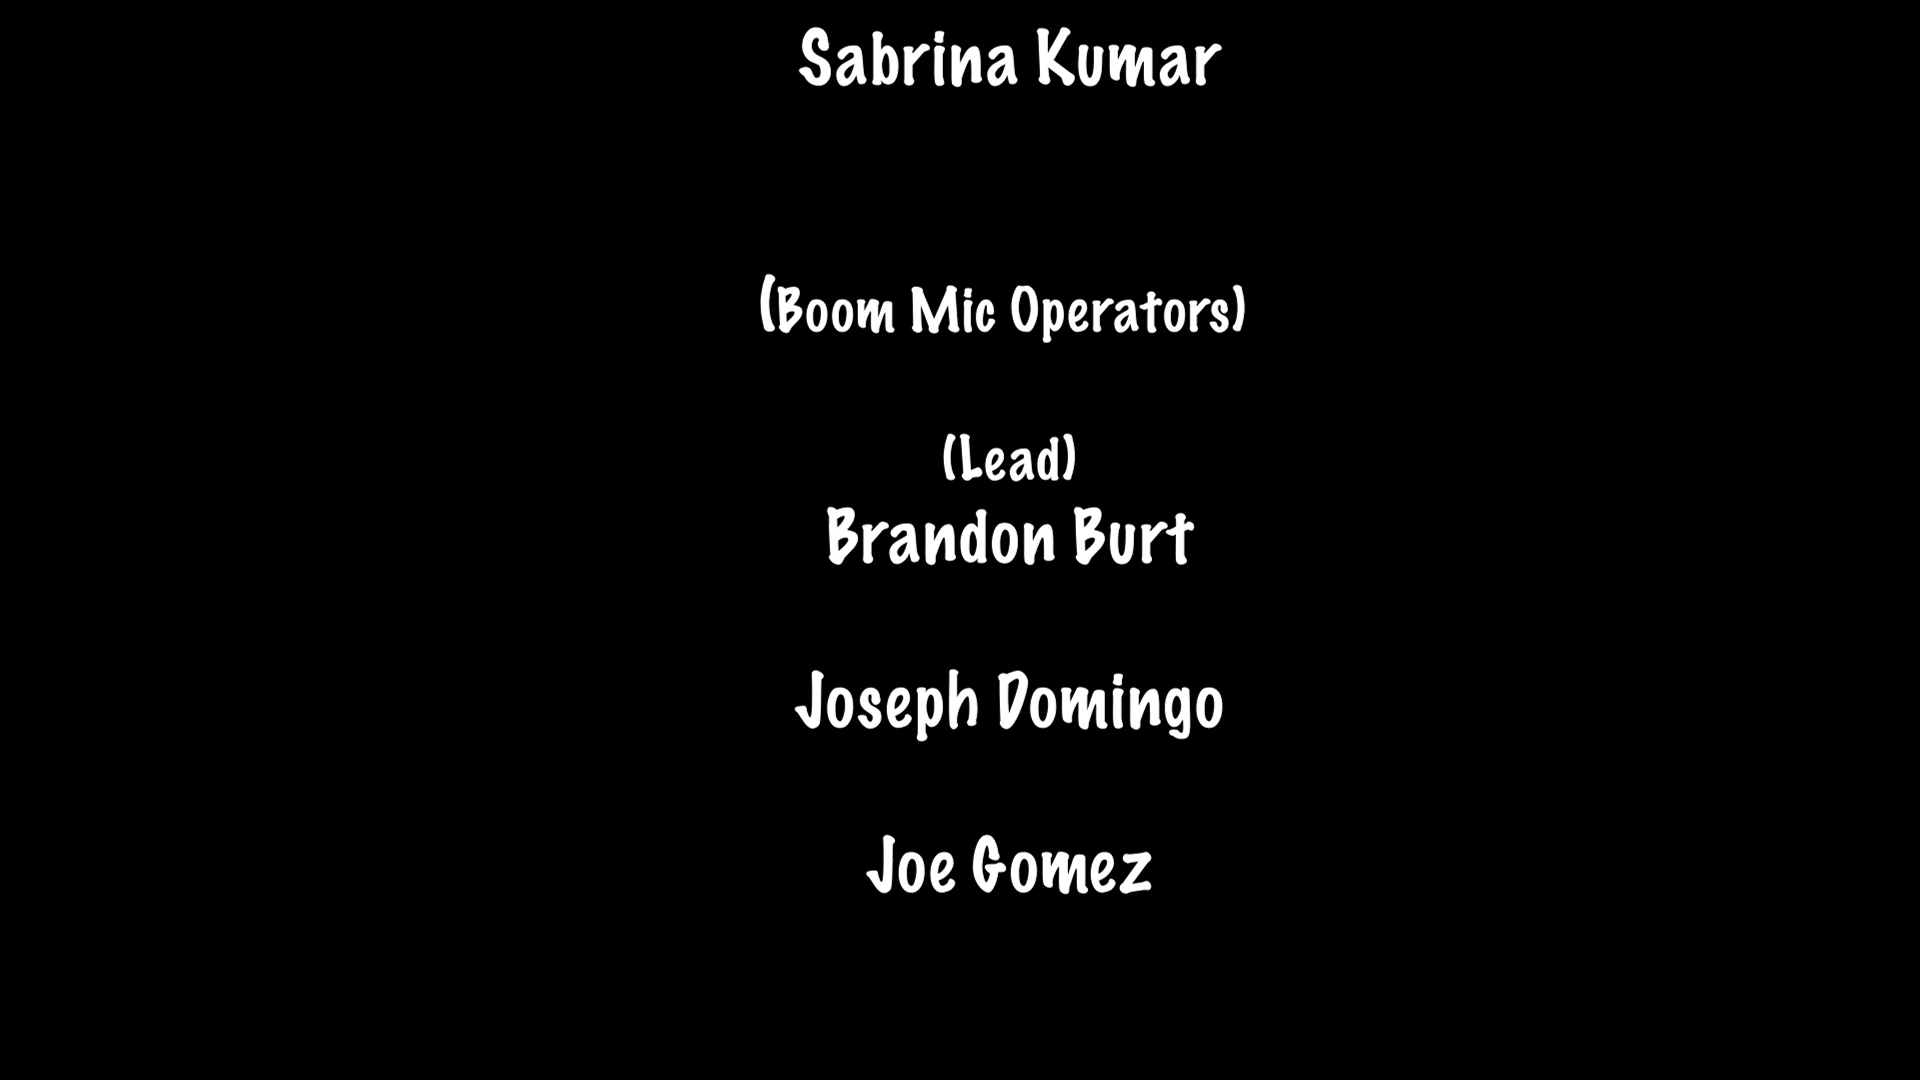 Sabrina Kumar
(Boom Mic Operators)
(Lead)
Brandon Burt
Joseph Domingo
Joe Gomez